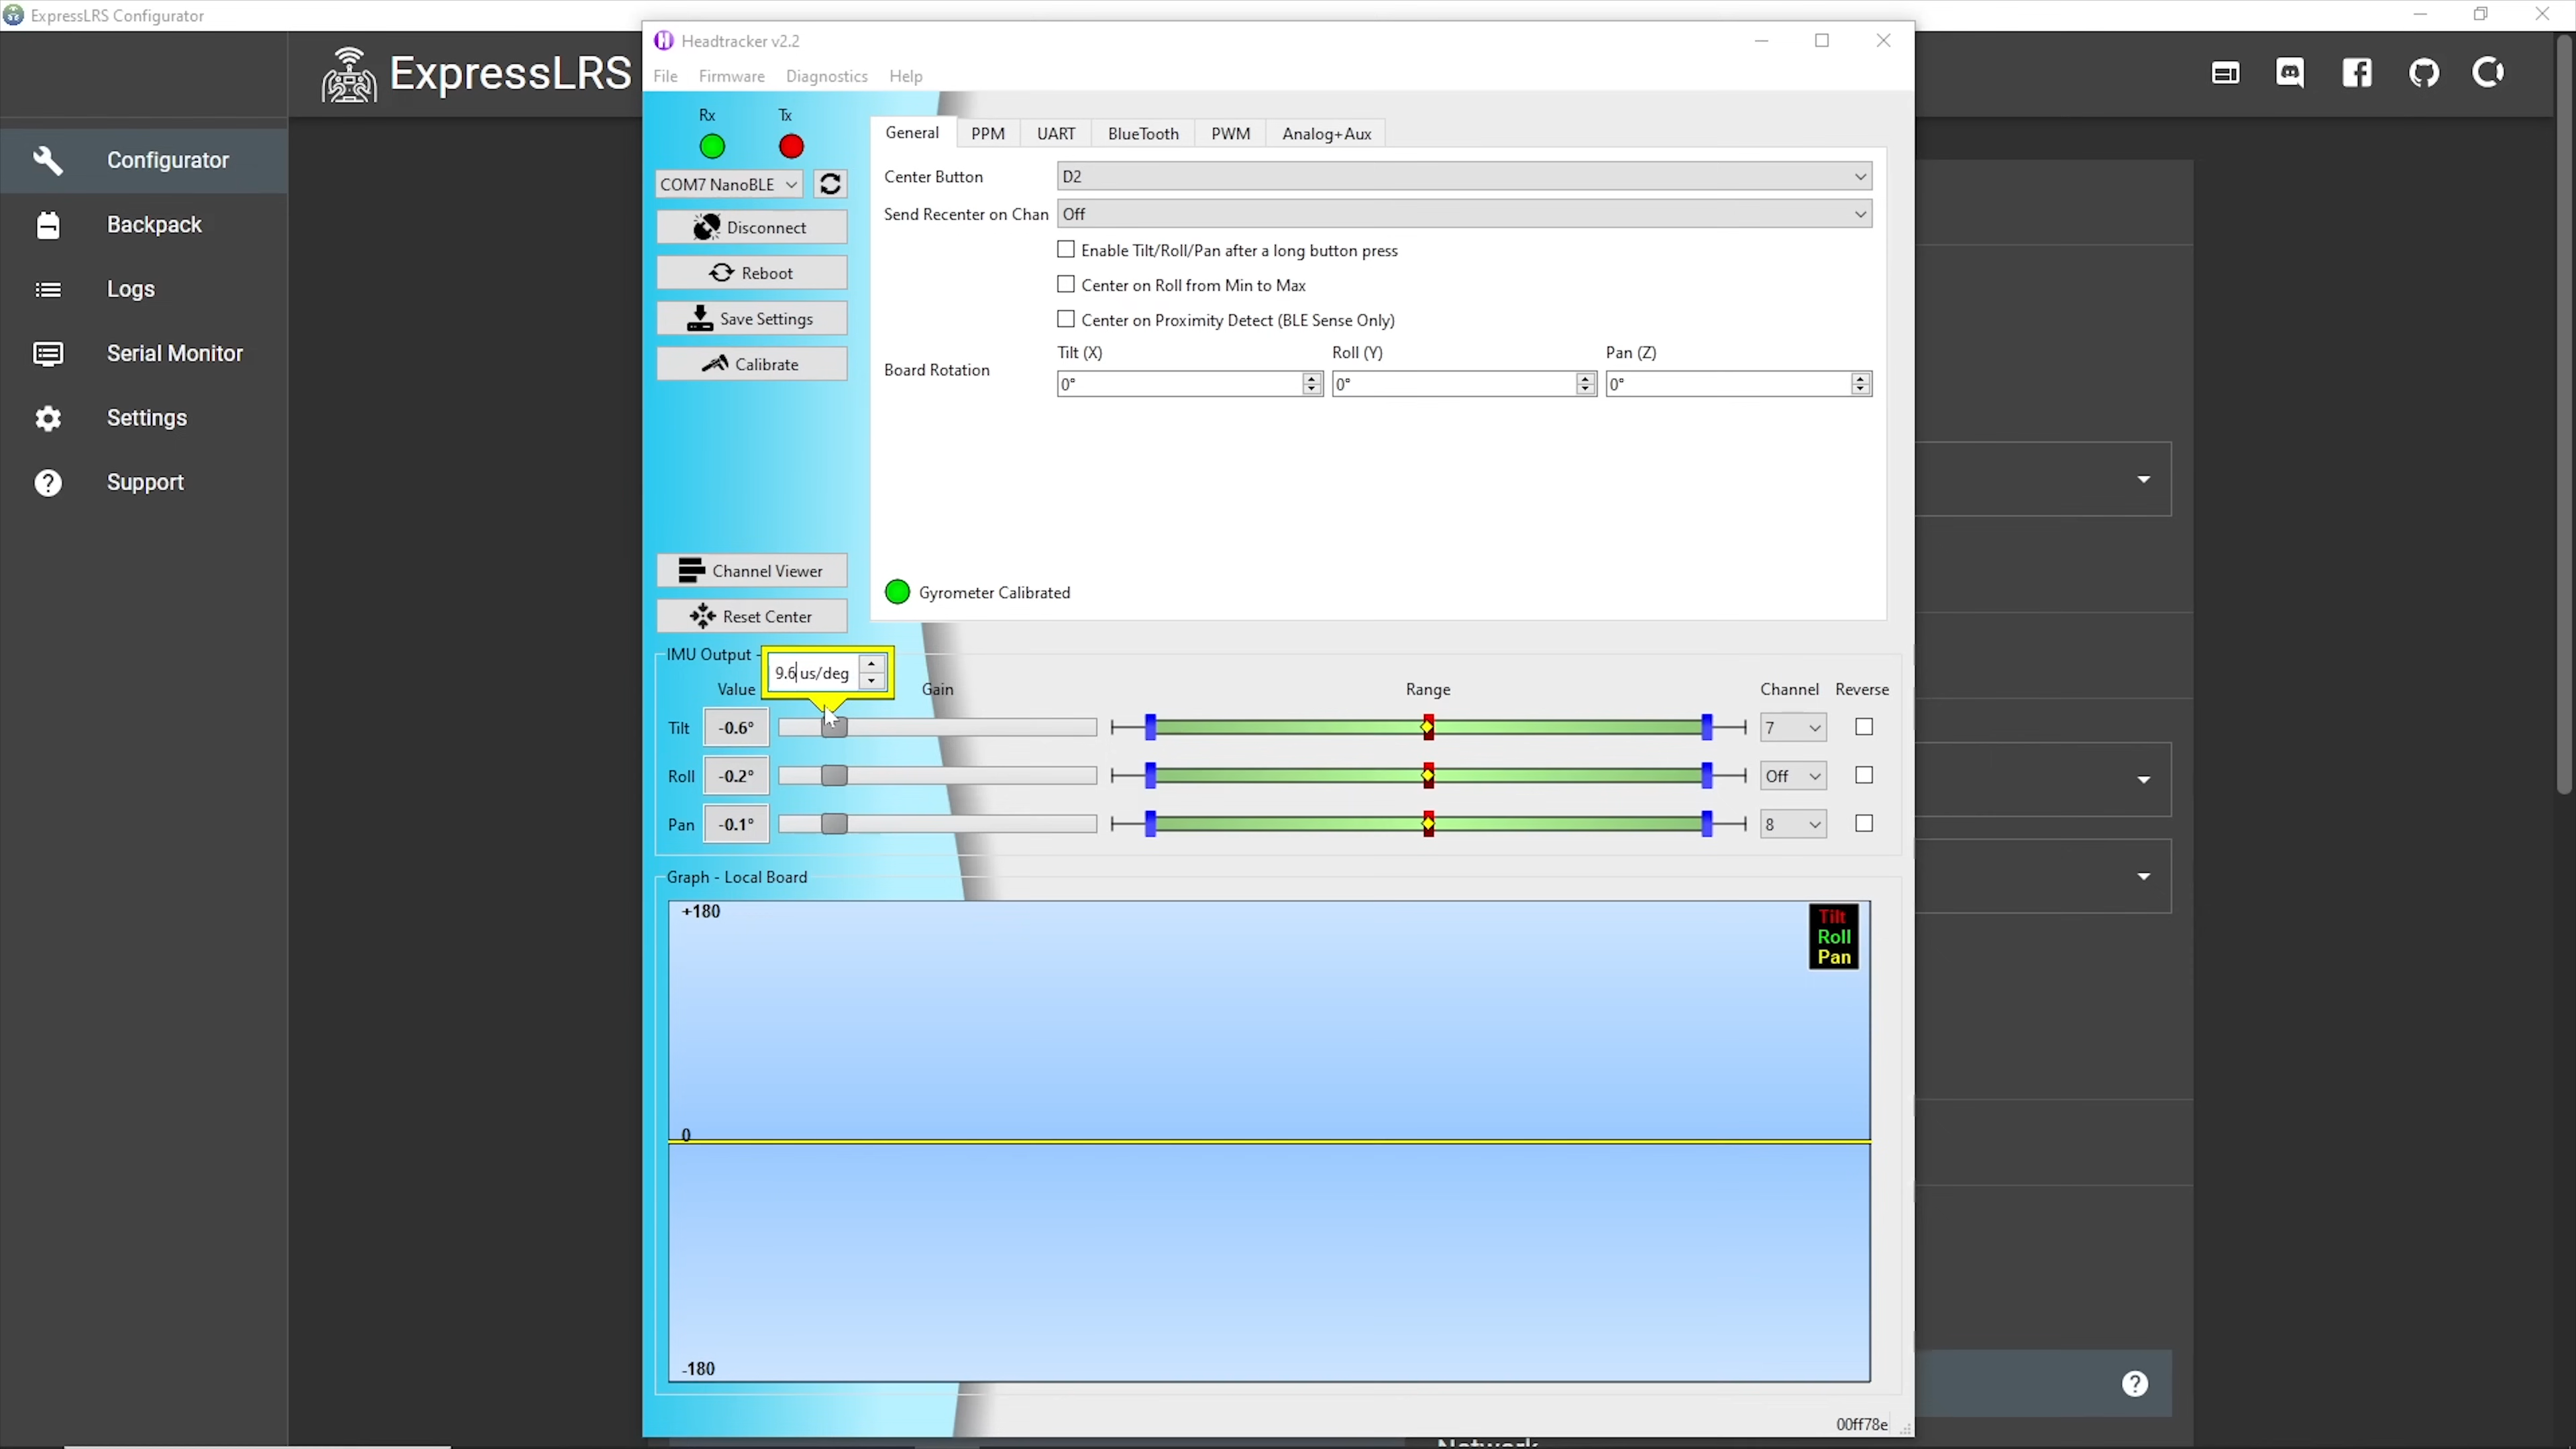 ExpressLRS Configurator
ExpressLRS
Configurator
Backpack
Logs
Serial Monitor
Settings
Support
Headtracker v2.2
File Firmware Diagnostics Help
Rx Tx
COM7 NanoBLE
Disconnect
Reboot
Save Settings
Calibrate
Channel Viewer
Reset Center
General PPM UART BlueTooth PWM Analog+Aux
Center Button D2
Send Recenter on Chan Off
Enable Tilt/Roll/Pan after a long button press
Center on Roll from Min to Max
Center on Proximity Detect (BLE Sense Only)
Tilt (X) Roll (Y) Pan (Z)
Board Rotation 0° 0° 0°
Gyrometer Calibrated
IMU Output -
9.6 us/deg
Value Gain Range Channel Reverse
Tilt -0.6° 7
Roll -0.2° Off
Pan -0.1° 8
Graph - Local Board
+180
Tilt
Roll
Pan
0
-180
00ff78e